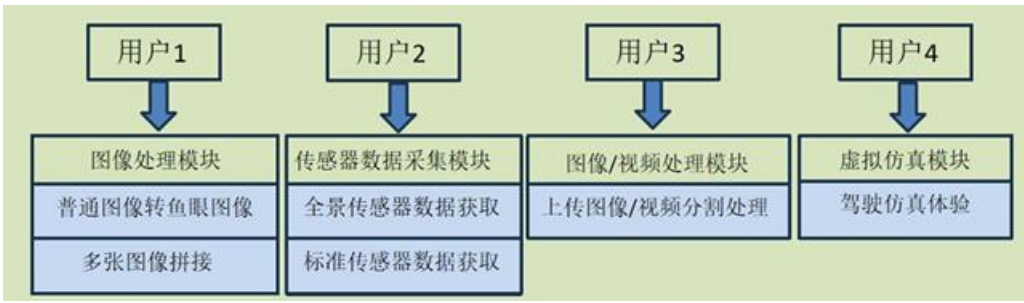 用户1
用户2
用户3
用户4
图像处理模块
普通图像转鱼眼图像
多张图像拼接
传感器数据采集模块
全景传感器数据获取
标准传感器数据获取
图像/视频处理模块
上传图像/视频分割处理
虚拟仿真模块
驾驶仿真体验